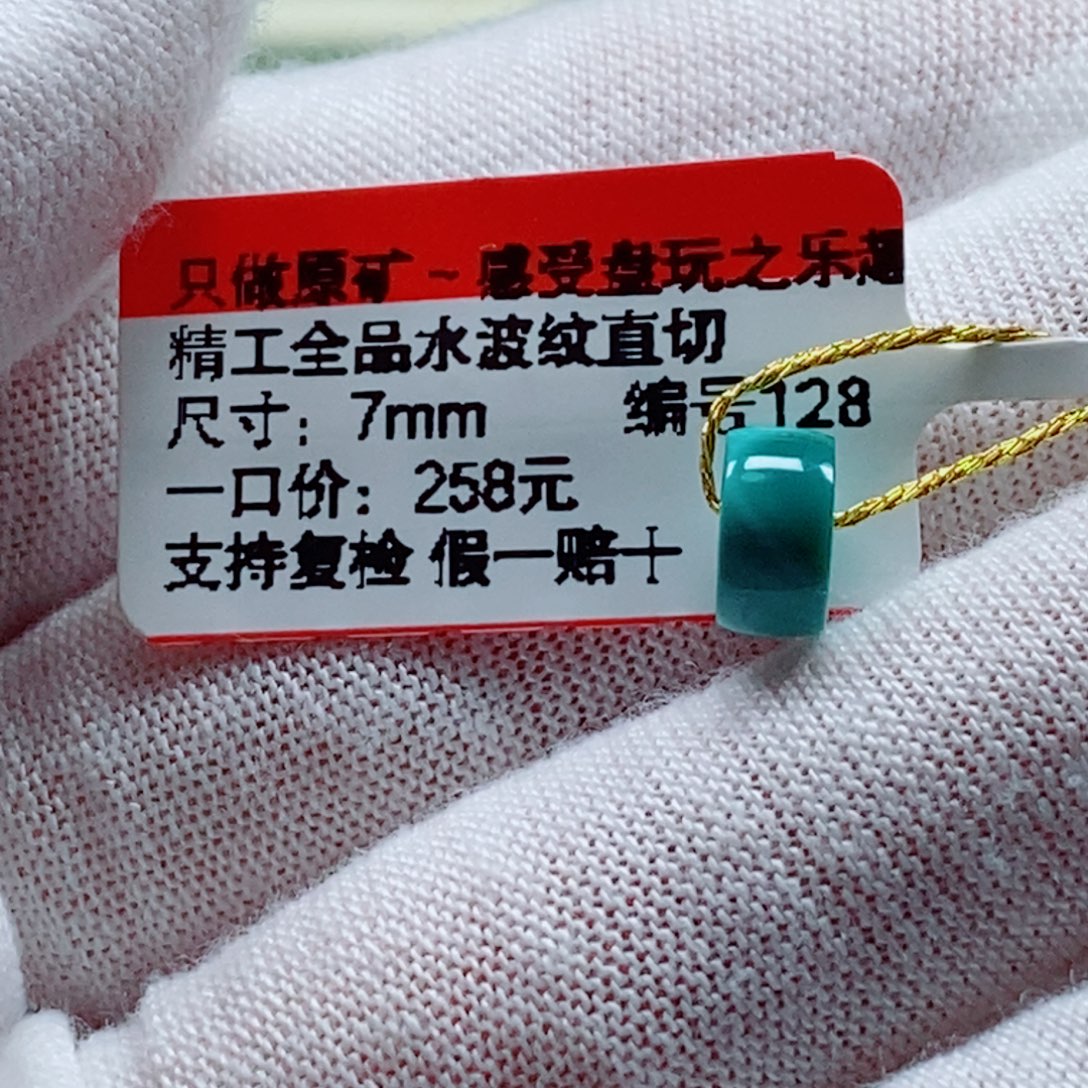 只做原矿~感受盘玩之乐趣
精工全品水波纹直切
尺寸：7mm 编号128
一口价：258元
支持复检 假一赔十